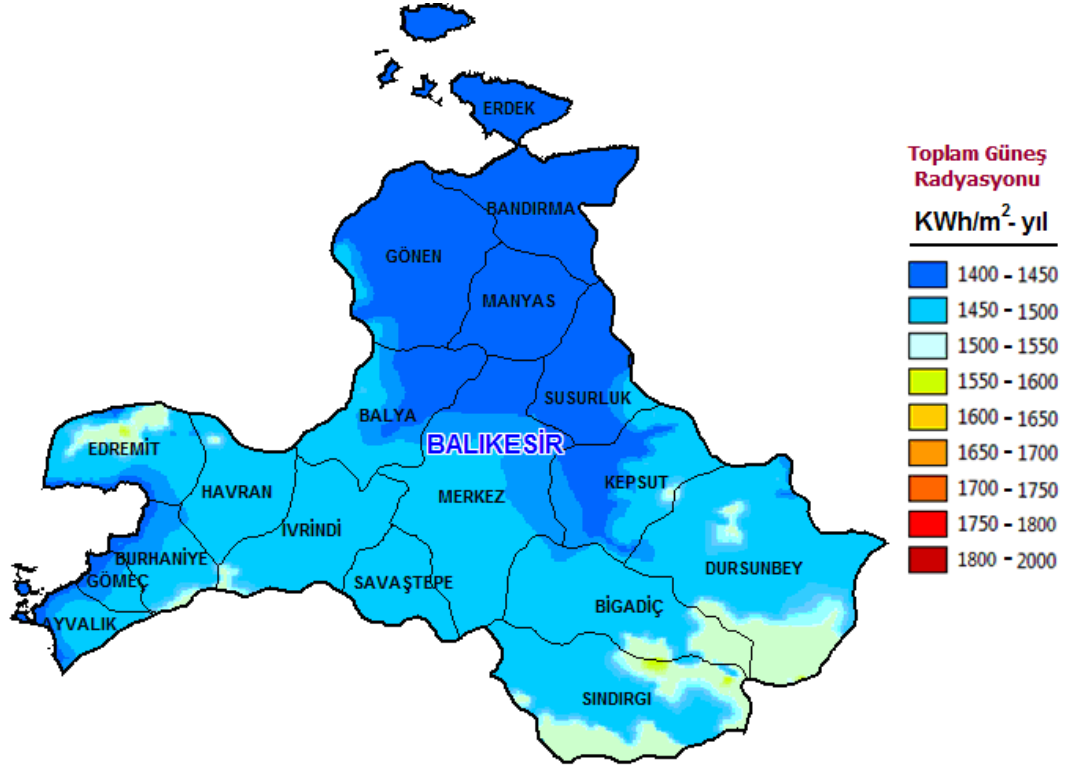 ERDEK
BANDIRMA
GÖNEN
MANYAS
SUSURLUK
BALYA
BALIKESİR
EDREMİT
HAVRAN
MERKEZ
KEPSUT
İVRİNDİ
BURHANİYE
GÖMEÇ
SAVAŞTEPE
DURSUNBEY
BİGADİÇ
AYVALIK
SINDIRGI
Toplam Güneş
Radyasyonu
KWh/m²- yıl
1400 - 1450
1450 - 1500
1500 - 1550
1550 - 1600
1600 - 1650
1650 - 1700
1700 - 1750
1750 - 1800
1800 - 2000